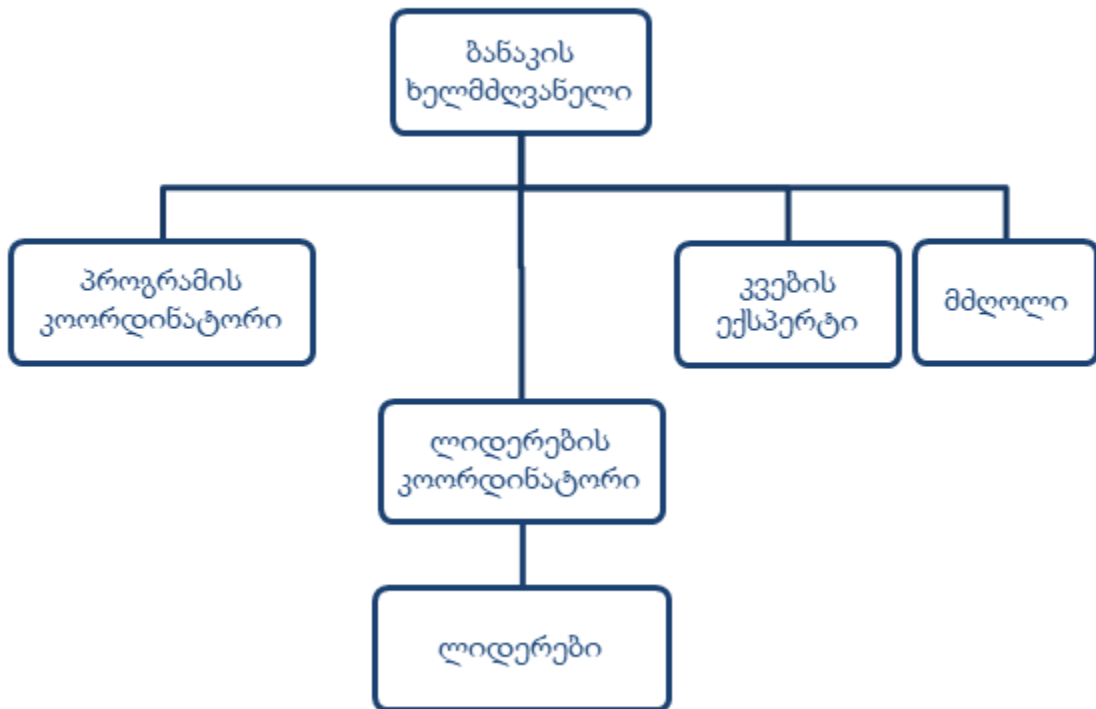 ბანაკის
ხელმძღვანელი
პროგრამის
კოორდინატორი
კვების
ექსპერტი
მძღოლი
ლიდერების
კოორდინატორი
ლიდერები